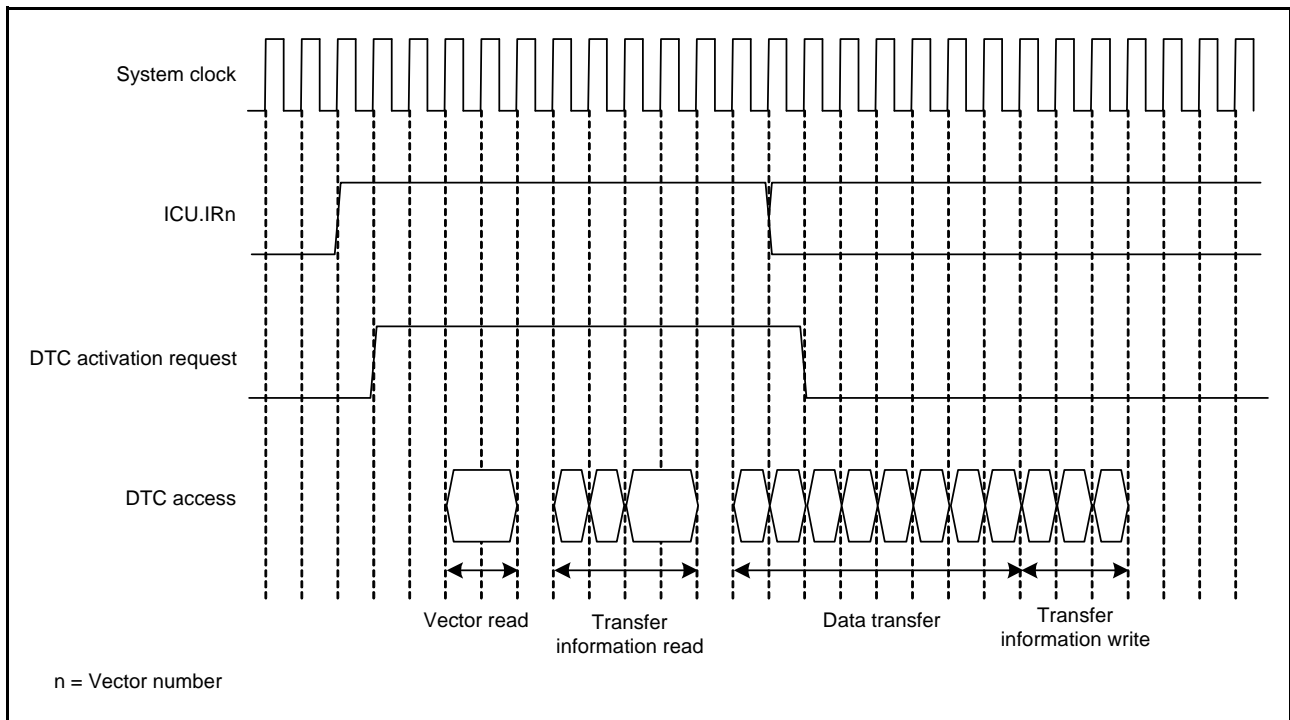 System clock
ICU.IRn
DTC activation request
DTC access
Vector read
Transfer
information read
Data transfer
Transfer
information write
n = Vector number